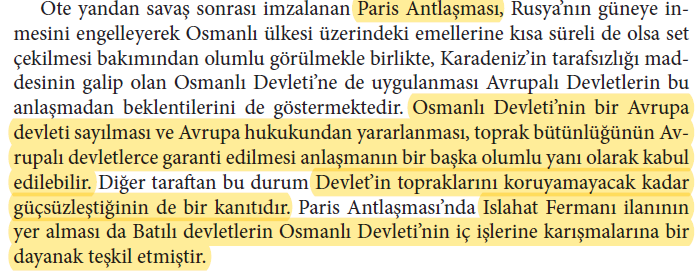 Öte yandan savaş sonrası imzalanan Paris Antlaşması, Rusya’nın güneye in-
mesini engelleyerek Osmanlı ülkesi üzerindeki emellerine kısa süreli de olsa set
çekilmesi bakımından olumlu görülmekle birlikte, Karadeniz’in tarafsızlığı mad-
desinin galip olan Osmanlı Devleti’ne de uygulanması Avrupalı Devletlerin bu
anlaşmadan beklentilerini de göstermektedir. Osmanlı Devleti’nin bir Avrupa
devleti sayılması ve Avrupa hukukundan yararlanması, toprak bütünlüğünün Av-
rupalı devletlerce garanti edilmesi anlaşmanın bir başka olumlu yanı olarak kabul
edilebilir. Diğer taraftan bu durum Devlet’in topraklarını koruyamayacak kadar
güçsüzleştiğinin de bir kanıtıdır. Paris Antlaşması’nda Islahat Fermanı ilanının
yer alması da Batılı devletlerin Osmanlı Devleti’nin iç işlerine karışmalarına bir
dayanak teşkil etmiştir.